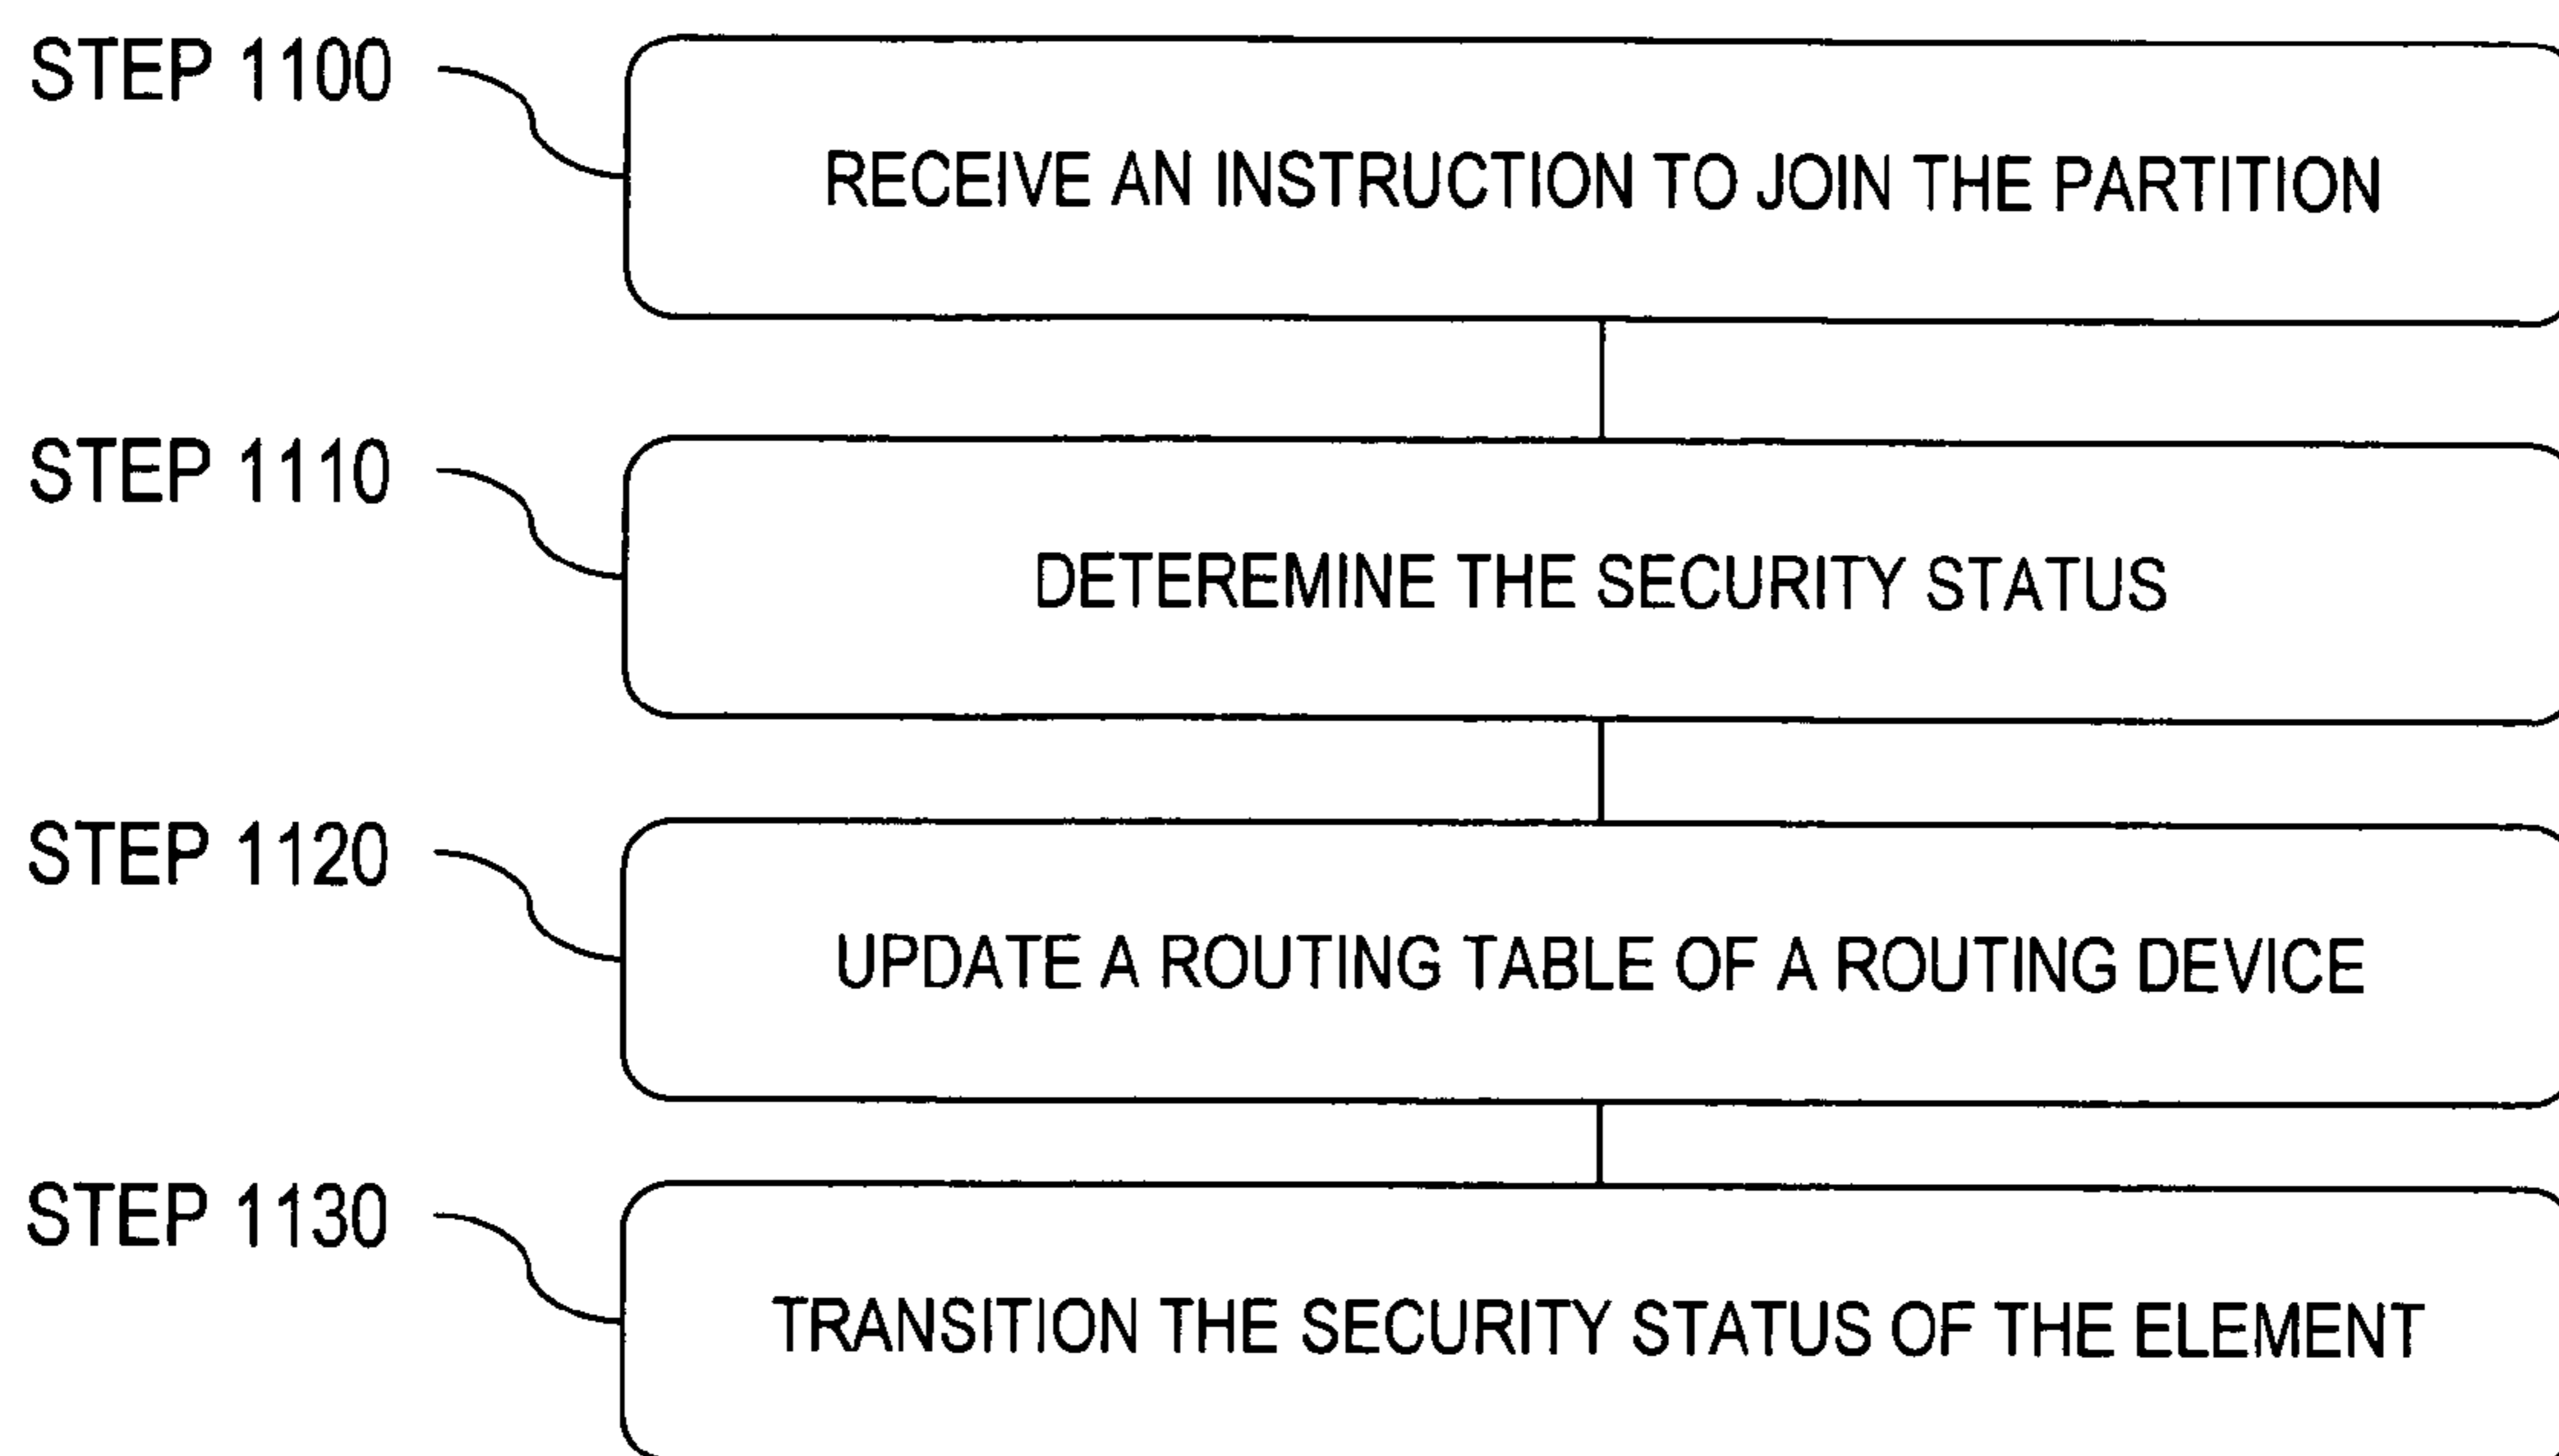 STEP 1100
RECEIVE AN INSTRUCTION TO JOIN THE PARTITION
STEP 1110
DETEREMINE THE SECURITY STATUS
STEP 1120
UPDATE A ROUTING TABLE OF A ROUTING DEVICE
STEP 1130
TRANSITION THE SECURITY STATUS OF THE ELEMENT